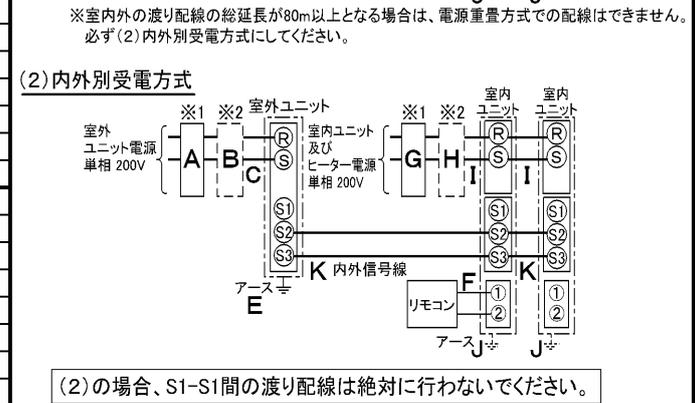 ※室内外の渡り配線の総延長が80m以上となる場合は、電源重畳方式での配線はできません。
必ず(2)内外別受電方式にしてください。
(2)内外別受電方式
※1 ※2 室外ユニット
室外
ユニット電源
単相 200V
A B C
R
S
S1
S2
S3
アース
E
室内ユニット
及び
ヒーター電源
単相 200V
※1 ※2
G H I I
室内
ユニット
室内
ユニット
R R
S S
S1 S1
S2 S2
S3 S3
K 内外信号線
K
F
リモコン
① ①
② ②
アース J J
(2)の場合、S1-S1間の渡り配線は絶対に行わないでください。